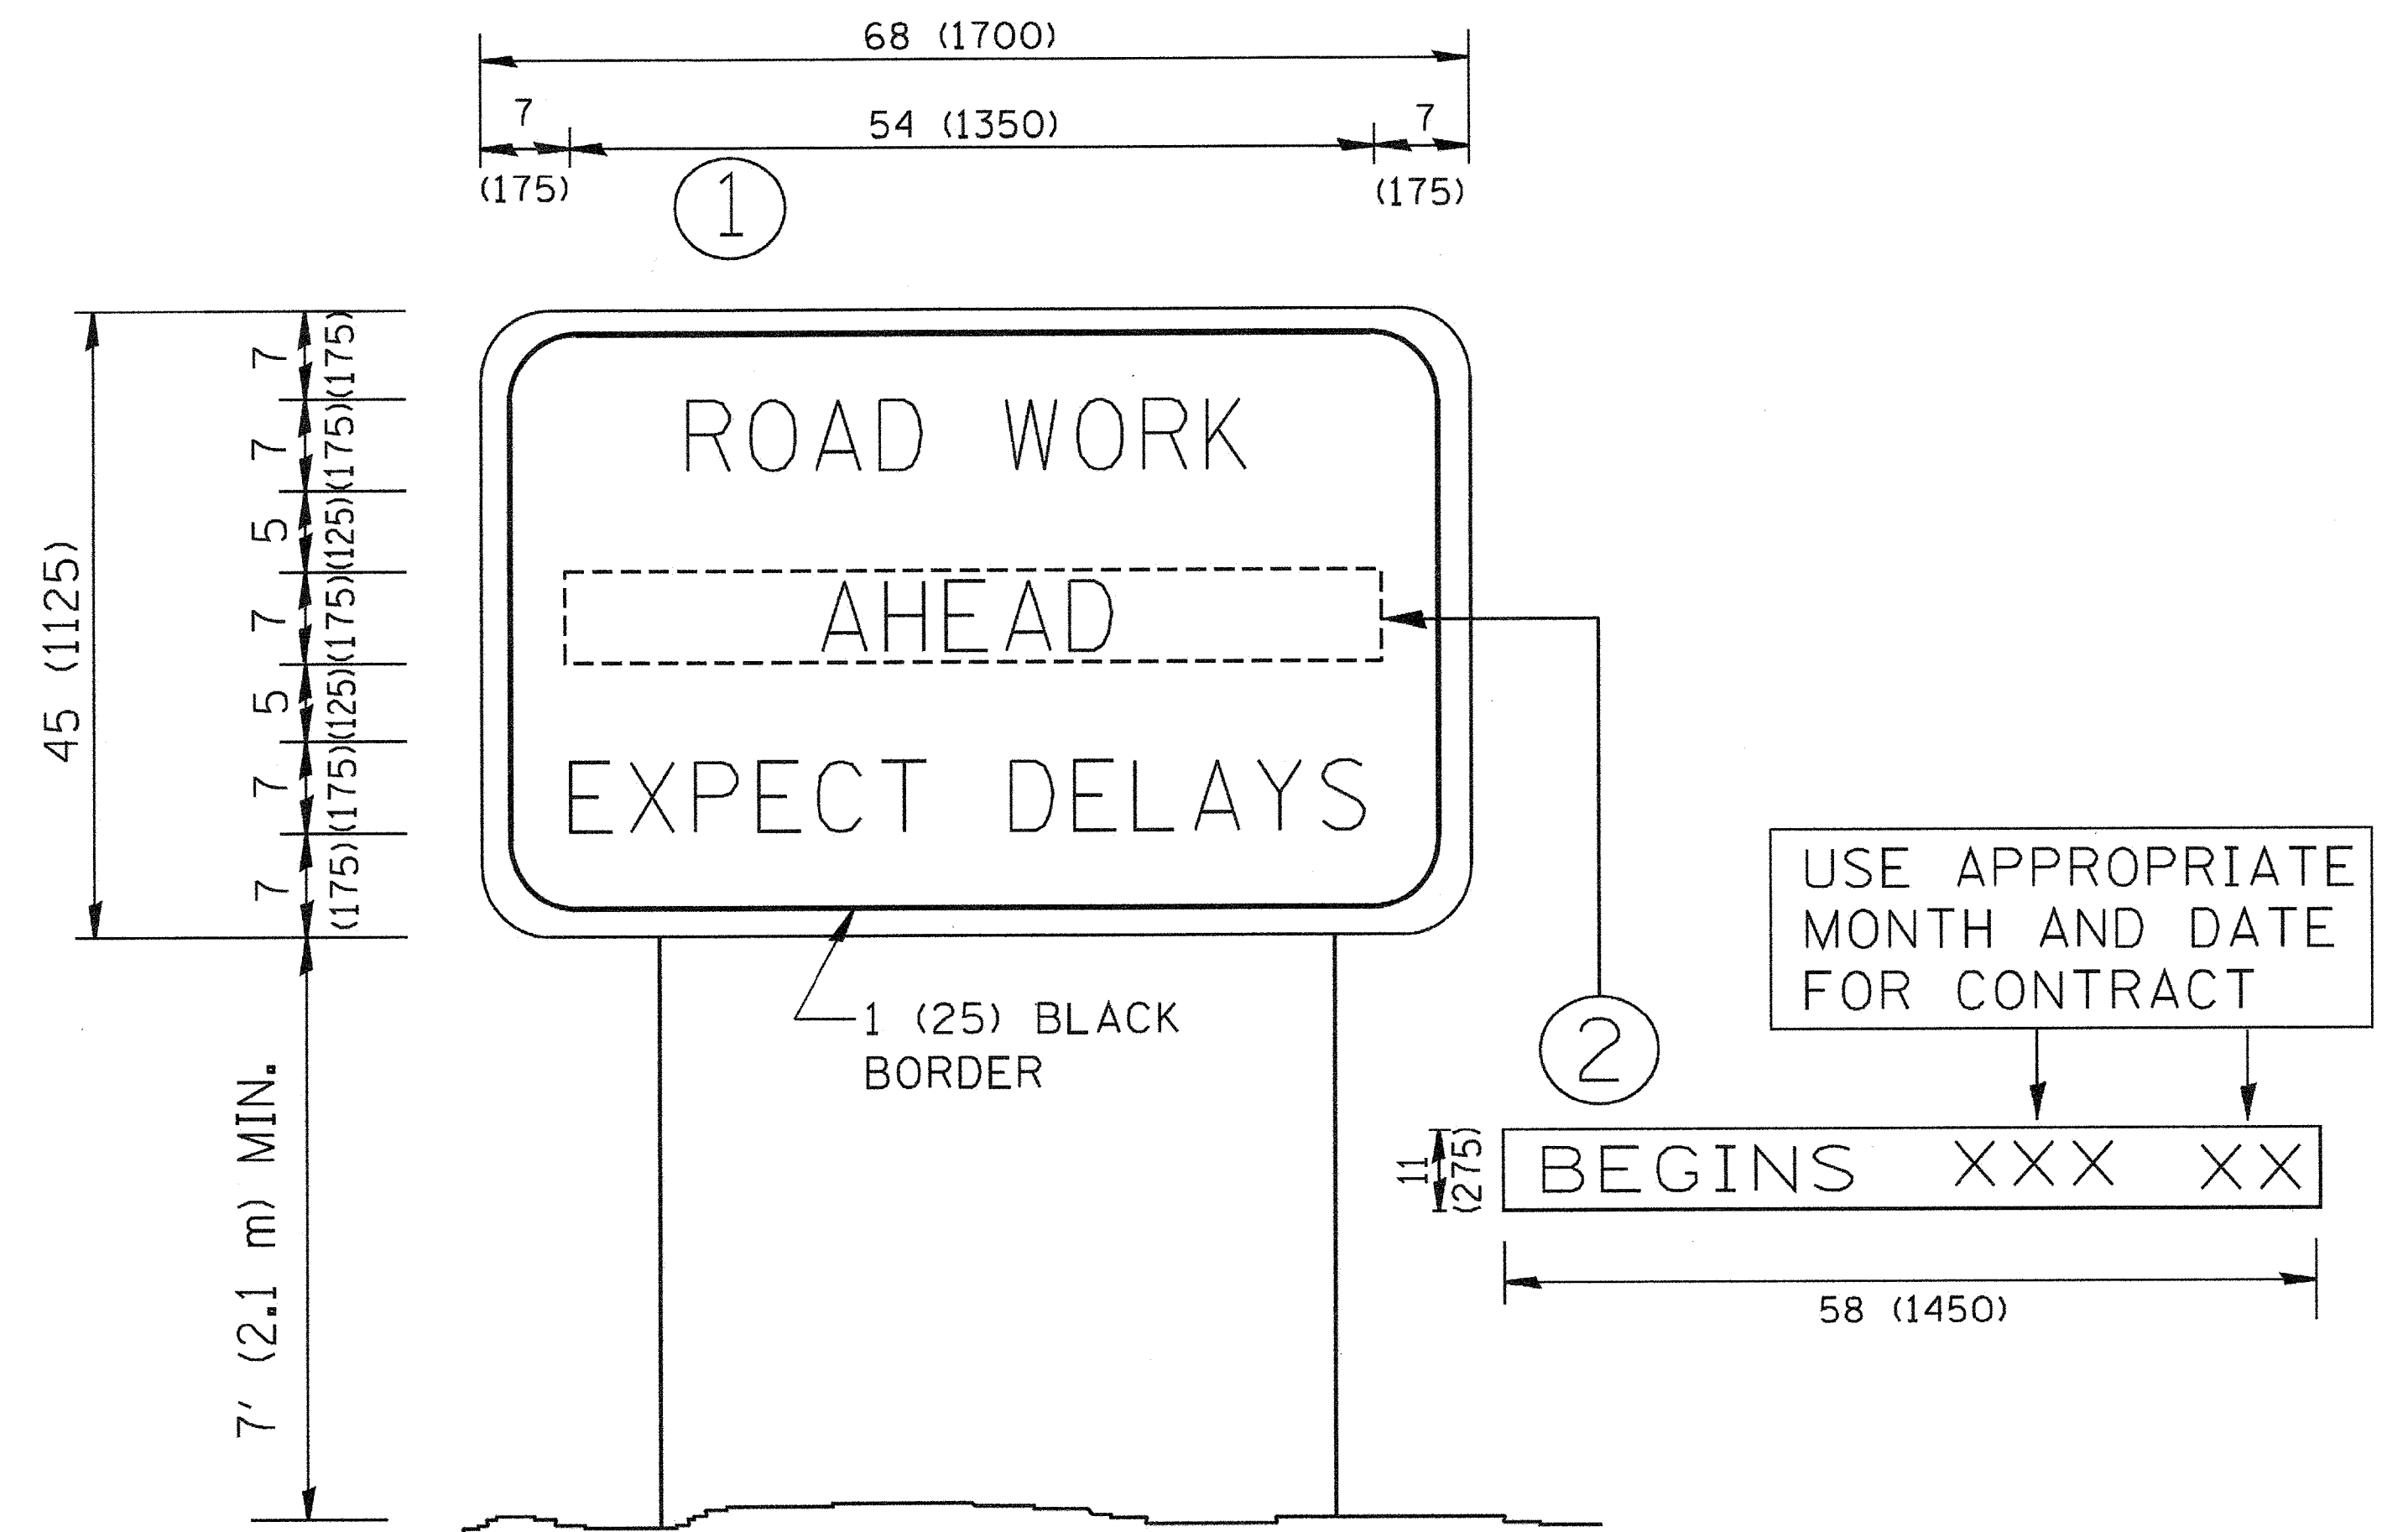 68 (1700)
7
54 (1350)
7
(175)
(175)
1
7
(175)
7
(175)
5
(125)
7
(175)
5
(125)
7
(175)
7
(175)
45 (1125)
ROAD WORK
AHEAD
EXPECT DELAYS
1 (25) BLACK
BORDER
7' (2.1 m) MIN.
2
USE APPROPRIATE
MONTH AND DATE
FOR CONTRACT
11
(275)
BEGINS XXX XX
58 (1450)